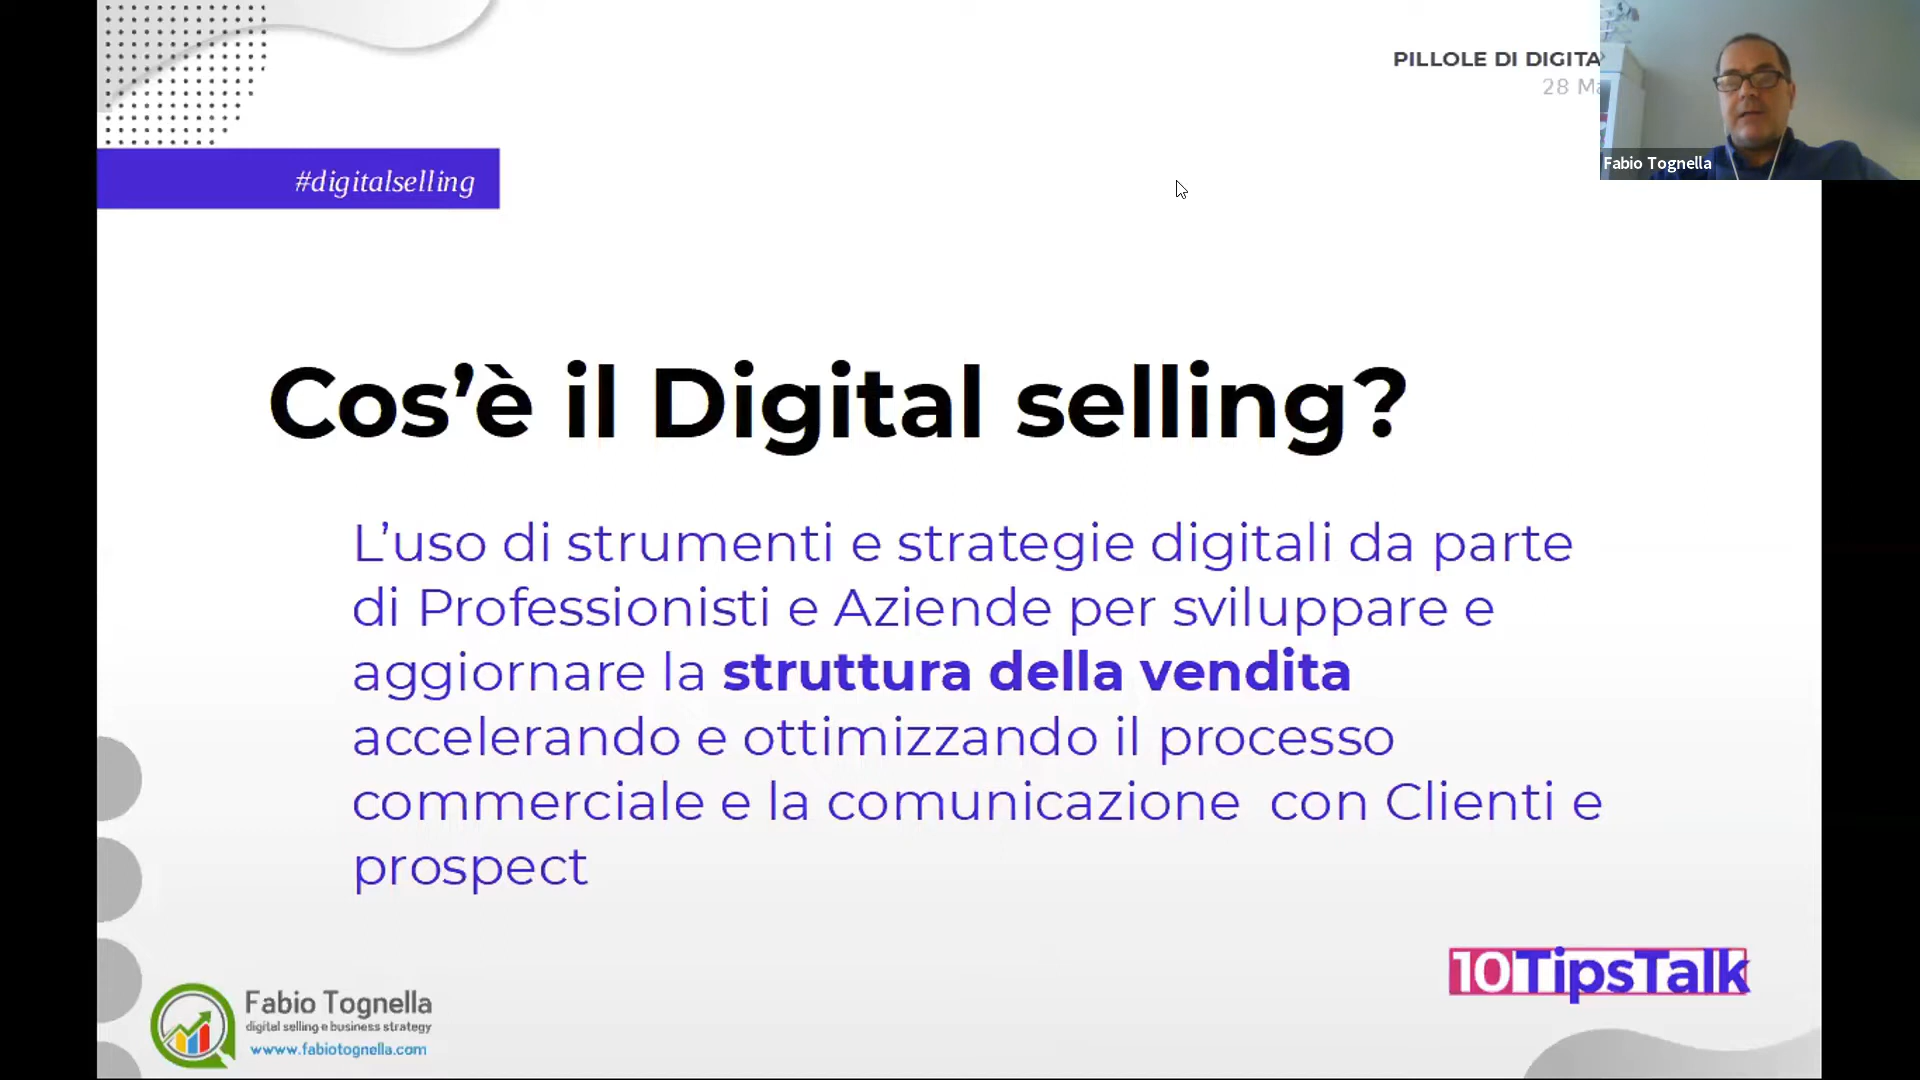 PILLOLE DI DIGITA
28 Ma
Fabio Tognella
#digitalselling
Cos’è il Digital selling?
L’uso di strumenti e strategie digitali da parte
di Professionisti e Aziende per sviluppare e
aggiornare la struttura della vendita
accelerando e ottimizzando il processo
commerciale e la comunicazione con Clienti e
prospect
10TipsTalk
Fabio Tognella
digital selling e business strategy
www.fabiotognella.com